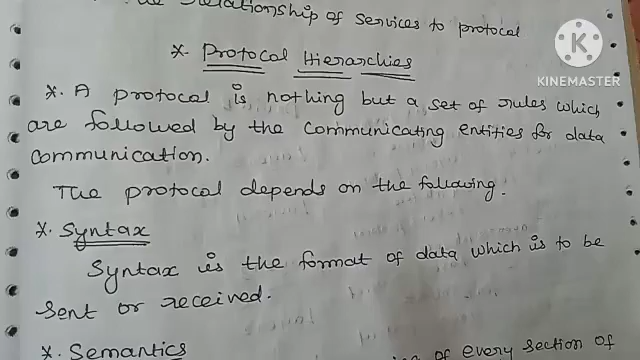 the relationship of services to protocol
*. Protocol Hierarchies
KINEMASTER
*. A protocol is nothing but a set of rules which
are followed by the communicating entities for data
communication.
The protocol depends on the following.
*. Syntax
Syntax is the format of data which is to be
sent or received.
*. Semantics
of every section of